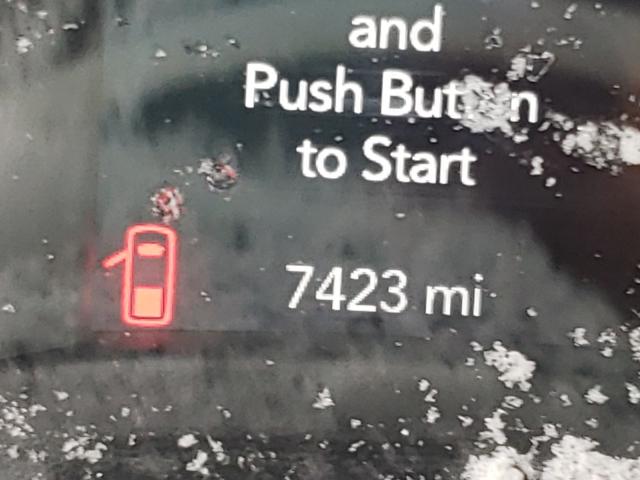 and
Push Button
to Start
7423 mi